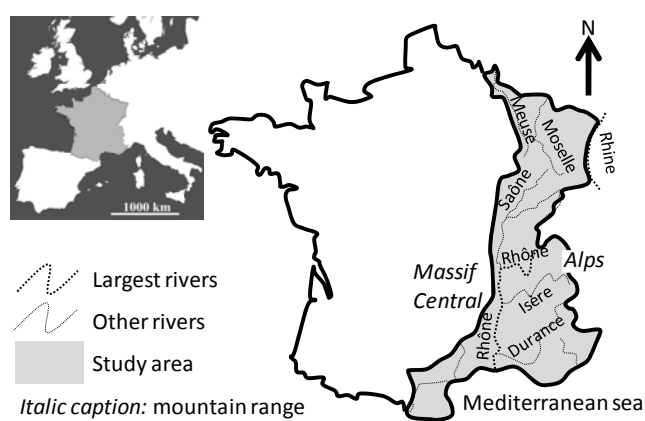 N
1000 km
Meuse
Moselle
Rhine
Saône
Rhône
Alps
Massif
Central
Isère
Rhône
Durance
Mediterranean sea
Largest rivers
Other rivers
Study area
Italic caption: mountain range